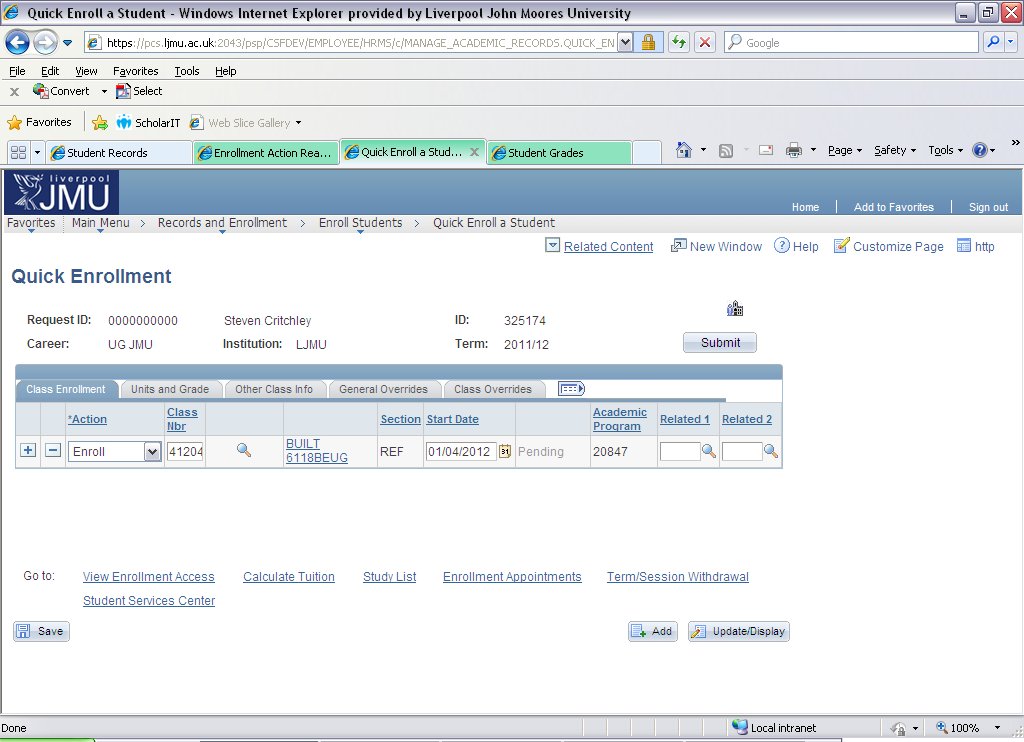 Quick Enroll a Student - Windows Internet Explorer provided by Liverpool John Moores University
https://pcs.ljmu.ac.uk:2043/psp/CSFDEV/EMPLOYEE/HRMS/c/MANAGE_ACADEMIC_RECORDS.QUICK_EN
Google
File Edit View Favorites Tools Help
x Convert Select
Favorites ScholarIT Web Slice Gallery
Student Records Enrollment Action Rea... Quick Enroll a Stud... Student Grades Page Safety Tools »
liverpool
JMU
Home Add to Favorites Sign out
Favorites Main Menu > Records and Enrollment > Enroll Students > Quick Enroll a Student
Related Content New Window Help Customize Page http
Quick Enrollment
Request ID: 0000000000 Steven Critchley ID: 325174
Career: UG JMU Institution: LJMU Term: 2011/12 Submit
Class Enrollment Units and Grade Other Class Info General Overrides Class Overrides
*Action Class Nbr Section Start Date Academic Program Related 1 Related 2
Enroll 41204 BUILT 6118BEUG REF 01/04/2012 31 Pending 20847
Go to: View Enrollment Access Calculate Tuition Study List Enrollment Appointments Term/Session Withdrawal
Student Services Center
Save Add Update/Display
Done Local intranet 100%